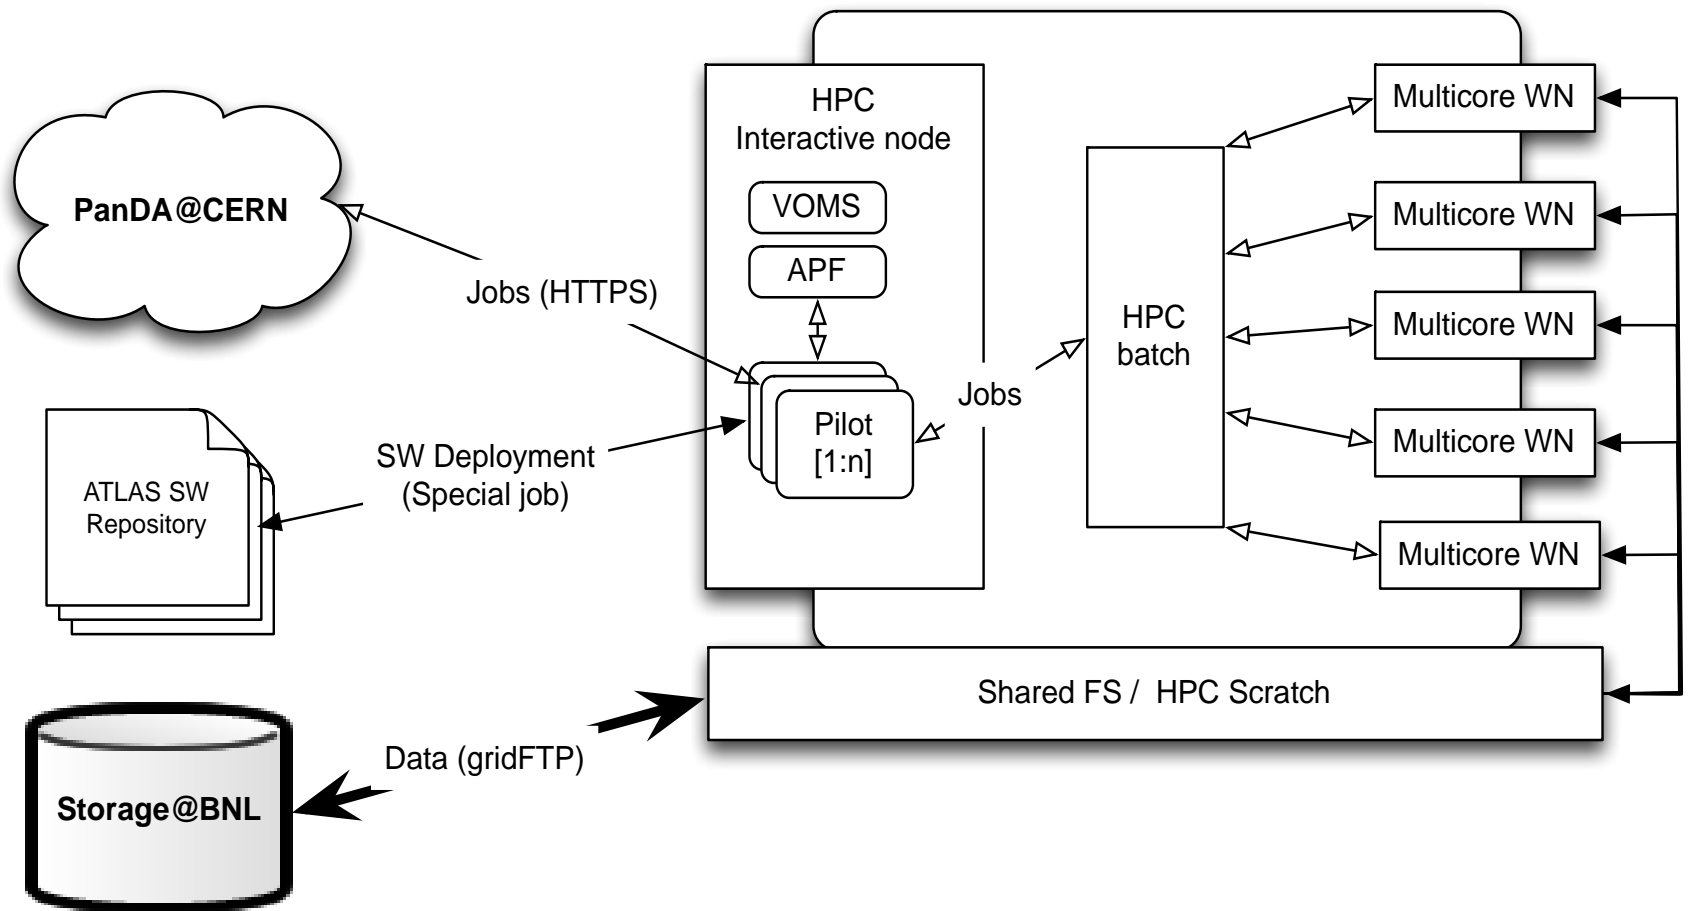 PanDA@CERN
Jobs (HTTPS)
ATLAS SW
Repository
SW Deployment
(Special job)
Storage@BNL
Data (gridFTP)
HPC
Interactive node
VOMS
APF
Pilot
[1:n]
Jobs
HPC
batch
Multicore WN
Multicore WN
Multicore WN
Multicore WN
Multicore WN
Shared FS / HPC Scratch